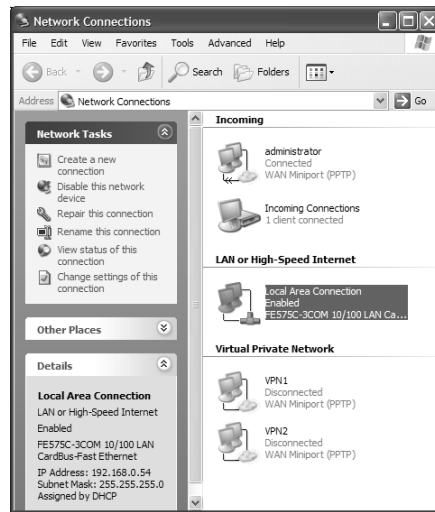 Network Connections
File Edit View Favorites Tools Advanced Help
Back Search Folders
Address Network Connections Go
Network Tasks
Create a new
connection
Disable this network
device
Repair this connection
Rename this connection
View status of this
connection
Change settings of this
connection
Other Places
Details
Local Area Connection
LAN or High-Speed Internet
Enabled
FE575C-3COM 10/100 LAN
CardBus-Fast Ethernet
IP Address: 192.168.0.54
Subnet Mask: 255.255.255.0
Assigned by DHCP
Incoming
administrator
Connected
WAN Miniport (PPTP)
Incoming Connections
1 client connected
LAN or High-Speed Internet
Local Area Connection
Enabled
FE575C-3COM 10/100 LAN Ca...
Virtual Private Network
VPN1
Disconnected
WAN Miniport (PPTP)
VPN2
Disconnected
WAN Miniport (PPTP)